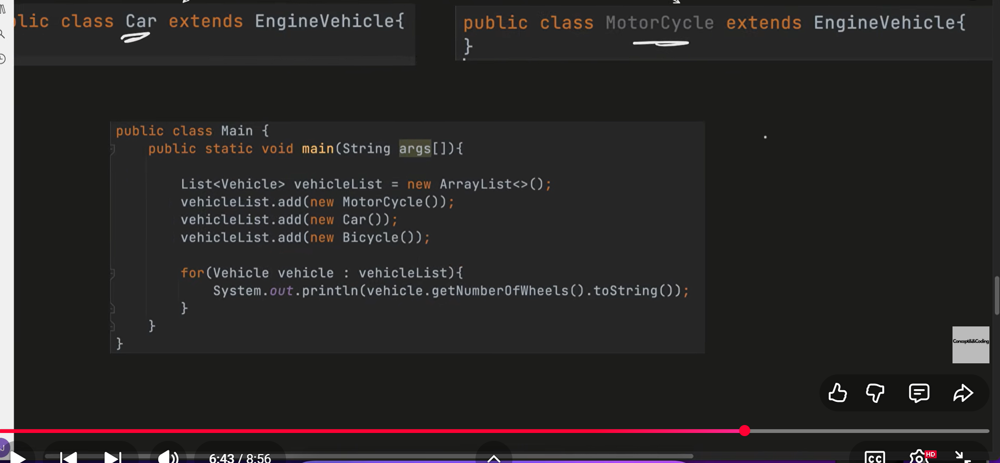 lic class Car extends EngineVehicle{
public class MotorCycle extends EngineVehicle{
}
public class Main {
public static void main(String args[]){
List<Vehicle> vehicleList = new ArrayList<>();
vehicleList.add(new MotorCycle());
vehicleList.add(new Car());
vehicleList.add(new Bicycle());
for(Vehicle vehicle : vehicleList){
System.out.println(vehicle.getNumberOfWheels().toString());
}
}
}
Concept&&Coding
6:43 / 8:56
CC
HD